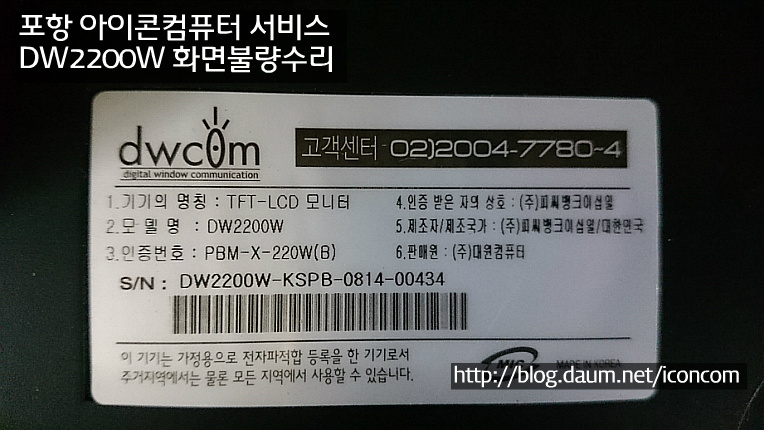 포항 아이콘컴퓨터 서비스
DW2200W 화면불량수리
dwcom
digital window communication
고객센터 02)2004-7780~4
1.기기의 명칭 : TFT-LCD 모니터
4.인증 받은 자의 상호 : (주)피씨뱅크이십일
2.모 델 명 : DW2200W
5.제조자/제조국가 : (주)피씨뱅크이십일/대한민국
3.인증번호 : PBM-X-220W(B)
6.판매원 : (주)대원컴퓨터
S/N : DW2200W-KSPB-0814-00434
이 기기는 가정용으로 전자파적합 등록을 한 기기로서
주거지역에서는 물론 모든 지역에서 사용할 수 있습니다.
MIC
MADE IN KOREA
http://blog.daum.net/iconcom